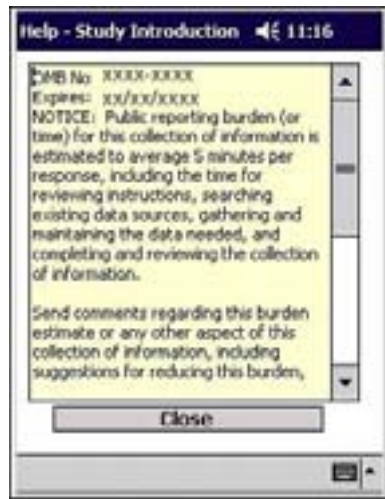 Help - Study Introduction 11:16
OMB No XXXX-XXXX
Expires: xx/xx/xxxx
NOTICE: Public reporting burden (or
time) for this collection of information is
estimated to average 5 minutes per
response, including the time for
reviewing instructions, searching
existing data sources, gathering and
maintaining the data needed, and
completing and reviewing the collection
of information.
Send comments regarding this burden
estimate or any other aspect of this
collection of information, including
suggestions for reducing this burden,
Close